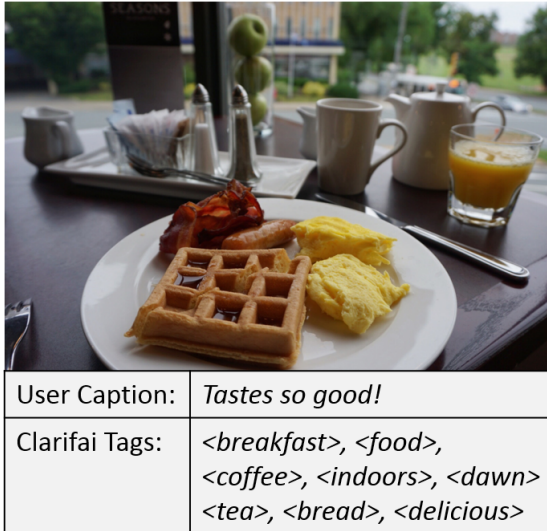 SEASONS
User Caption: Tastes so good!
Clarifai Tags: <breakfast>, <food>,
<coffee>, <indoors>, <dawn>
<tea>, <bread>, <delicious>